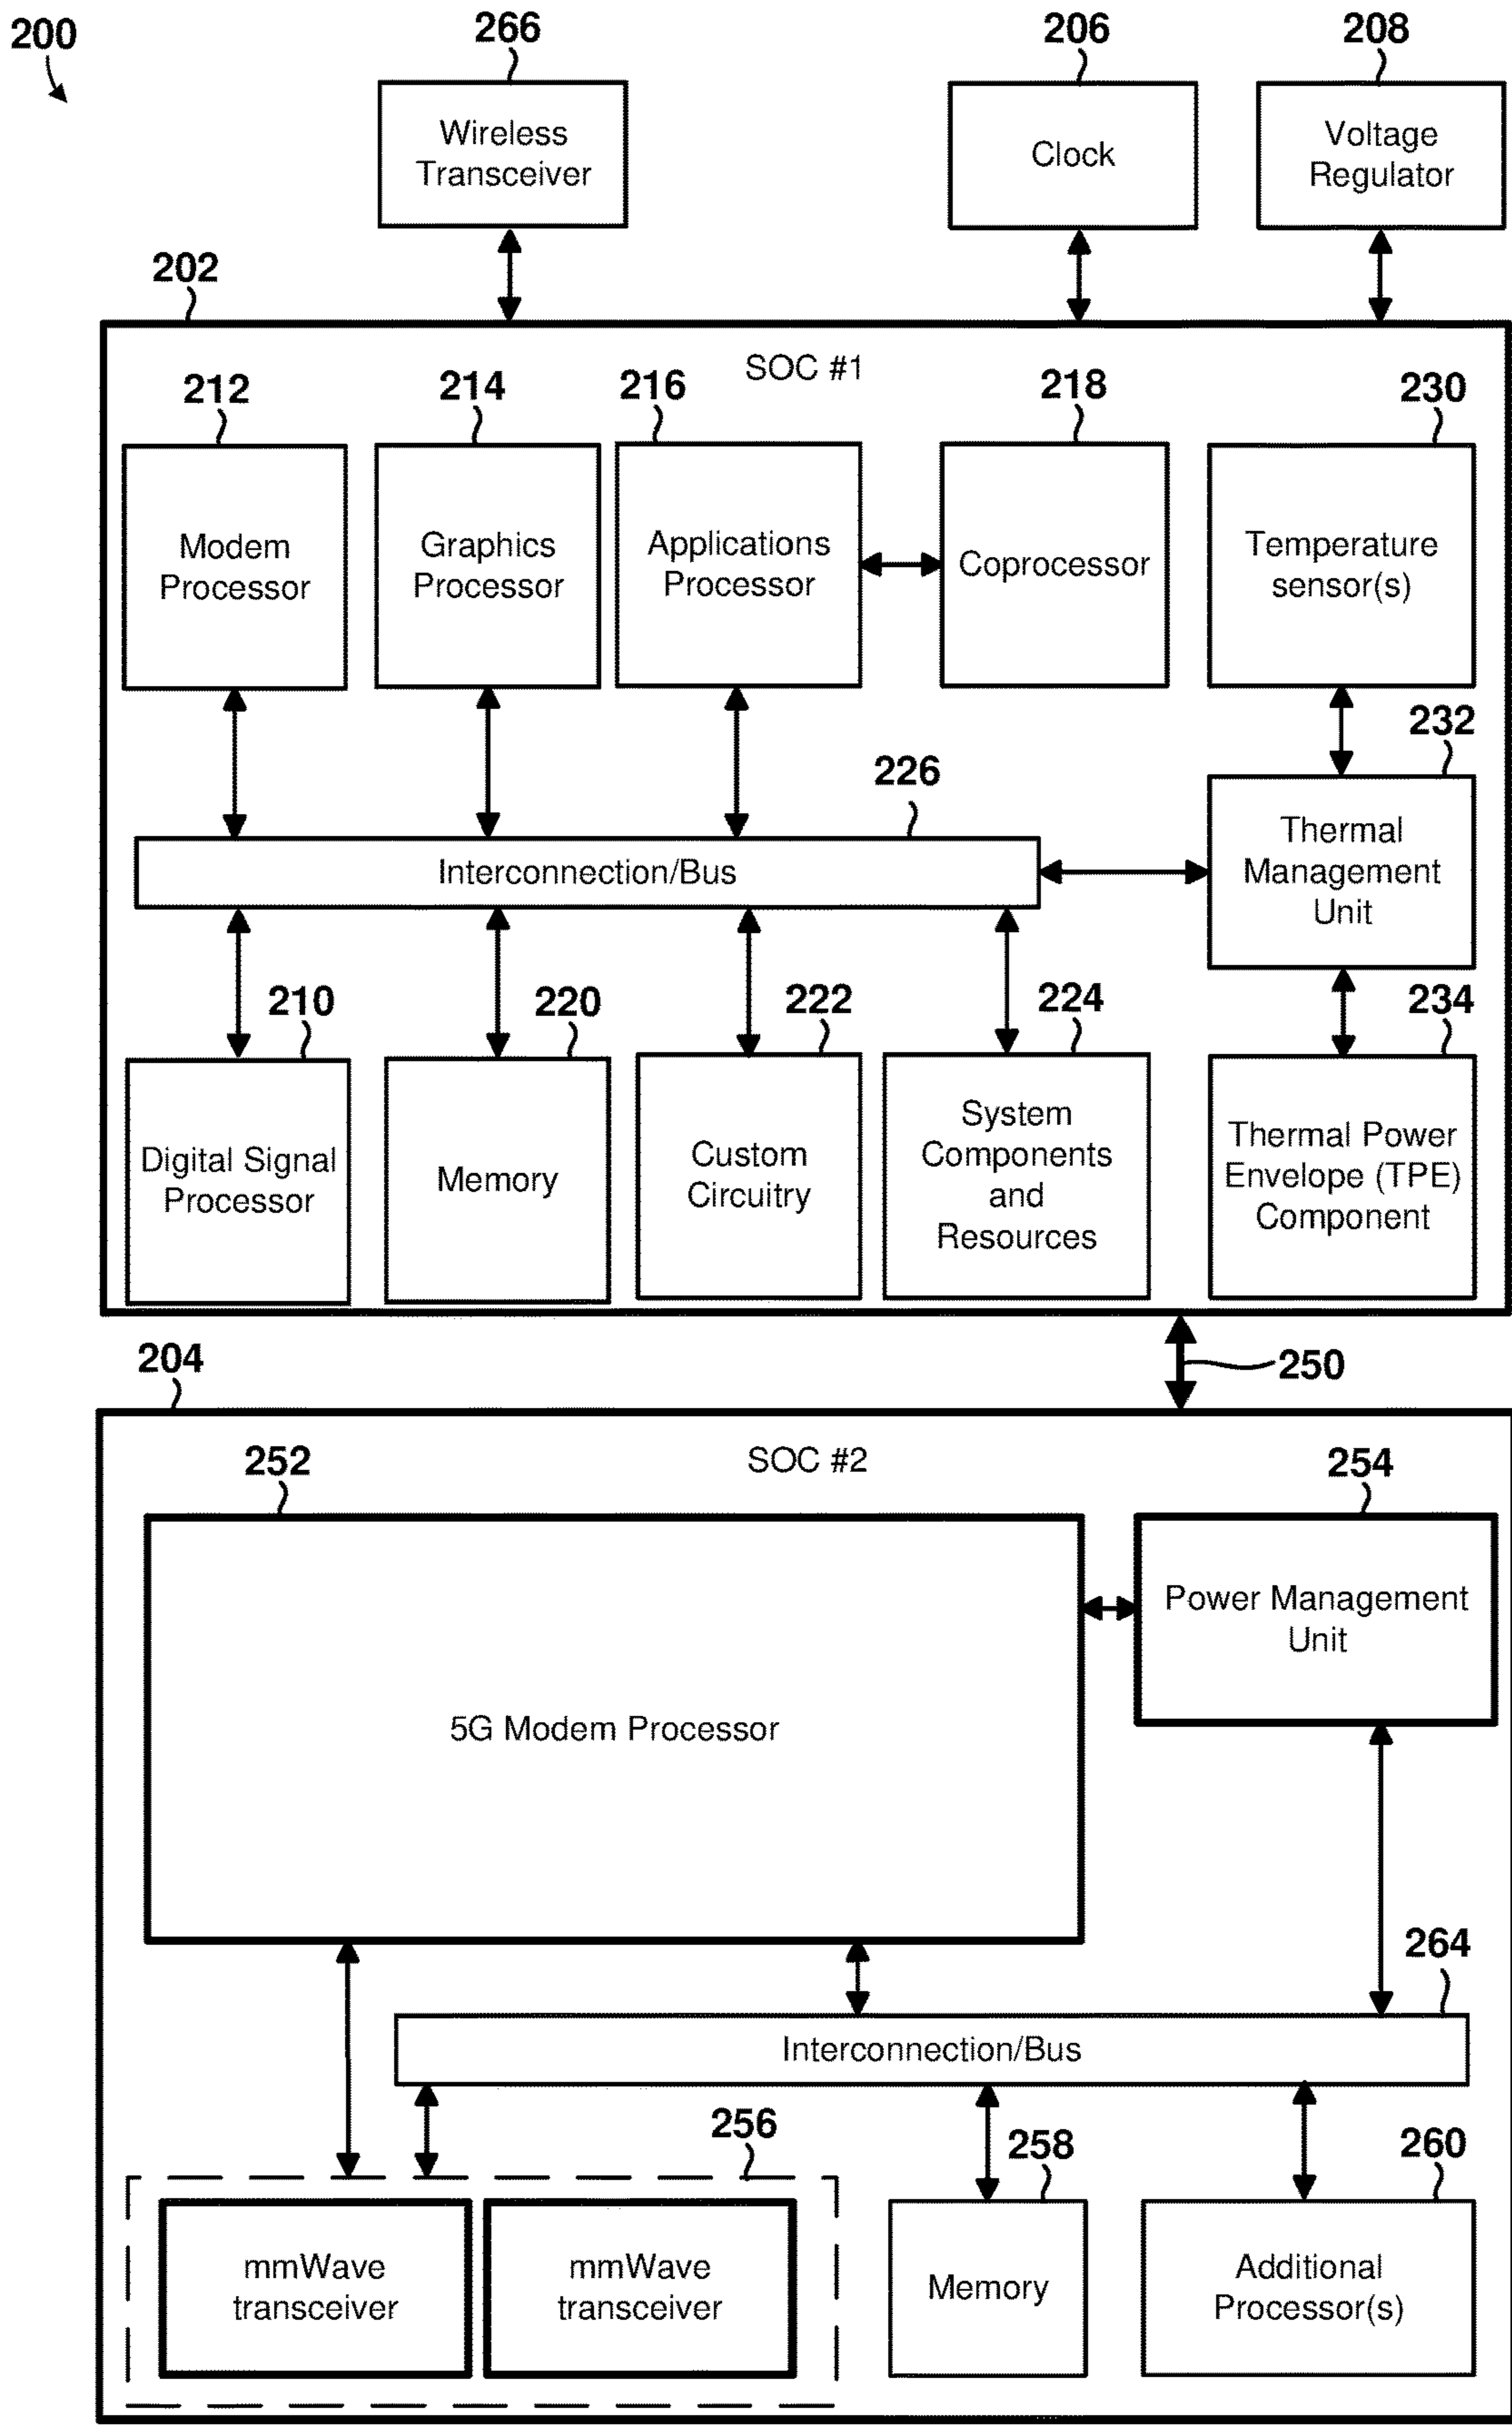 200
266
206
208
Wireless
Transceiver
Clock
Voltage
Regulator
202
SOC #1
212
214
216
218
230
Modem
Processor
Graphics
Processor
Applications
Processor
Coprocessor
Temperature
sensor(s)
232
226
Interconnection/Bus
Thermal
Management
Unit
210
220
222
224
234
Digital Signal
Processor
Memory
Custom
Circuitry
System
Components
and
Resources
Thermal Power
Envelope (TPE)
Component
250
204
SOC #2
252
254
5G Modem Processor
Power Management
Unit
264
Interconnection/Bus
256
258
260
mmWave
transceiver
mmWave
transceiver
Memory
Additional
Processor(s)